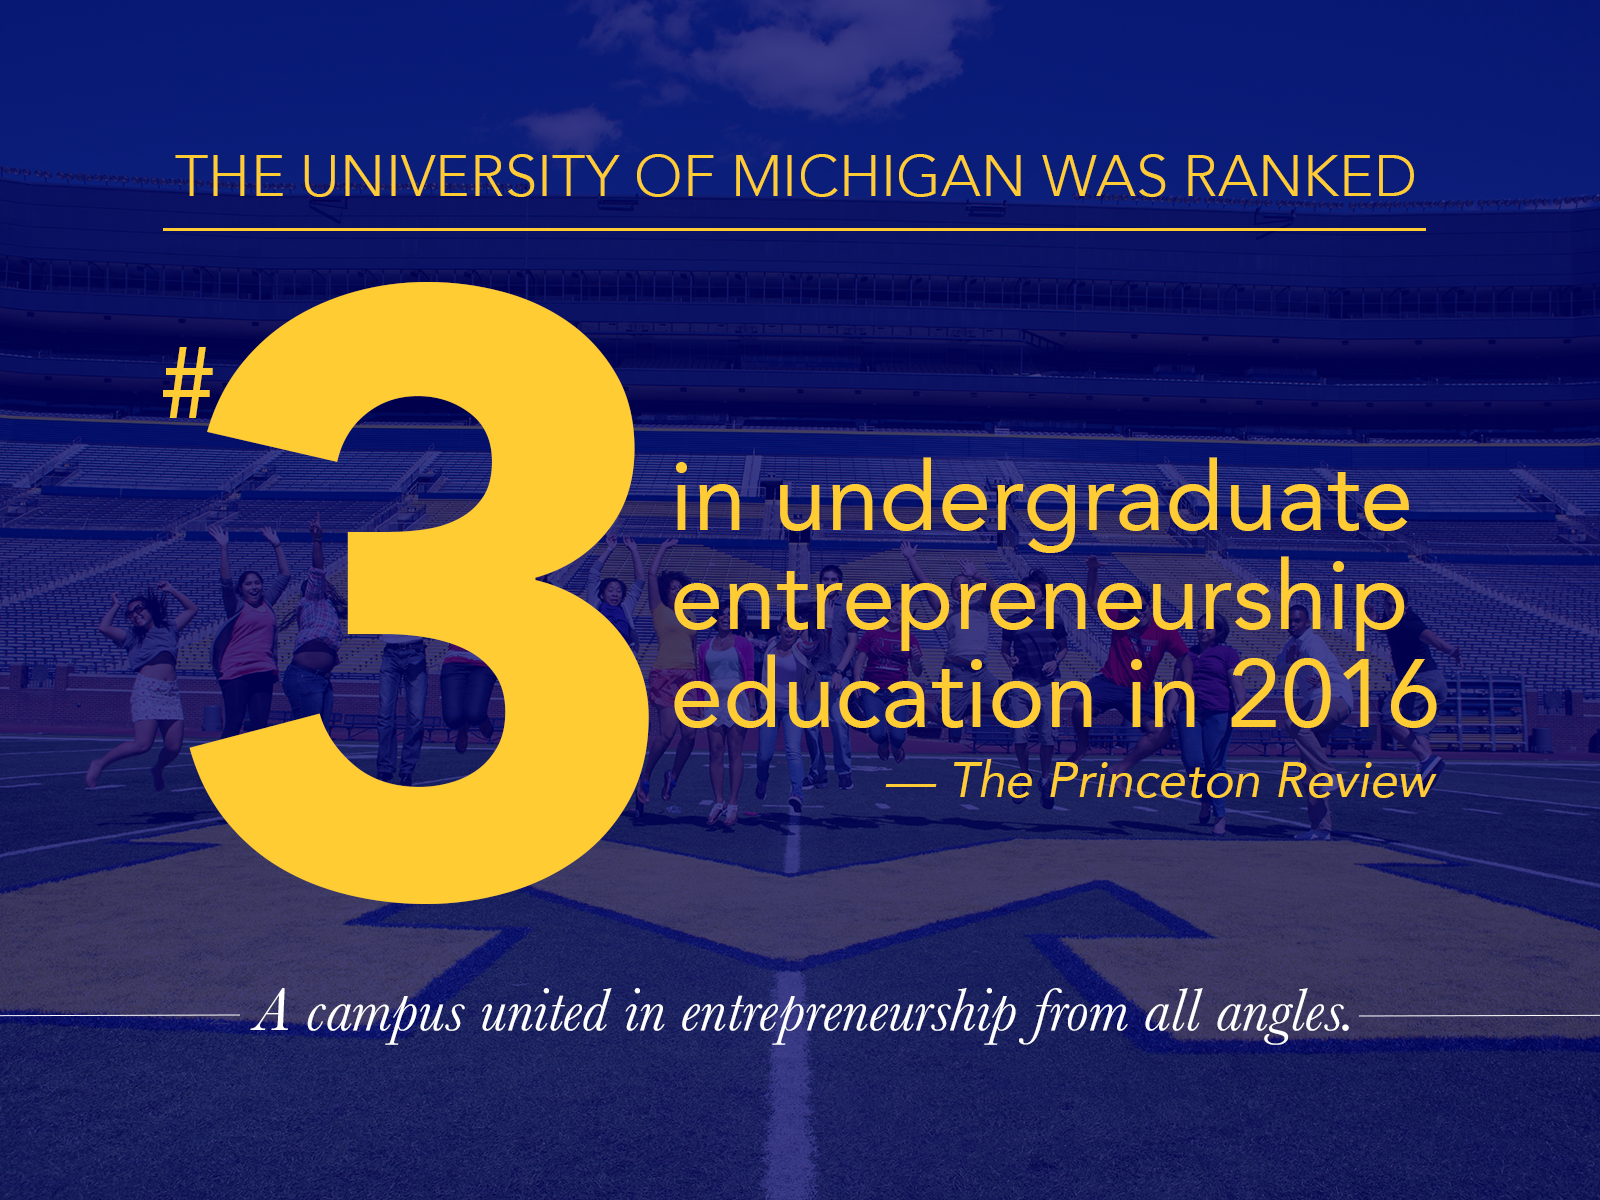 THE UNIVERSITY OF MICHIGAN WAS RANKED
#3
in undergraduate
entrepreneurship
education in 2016
— The Princeton Review
A campus united in entrepreneurship from all angles.